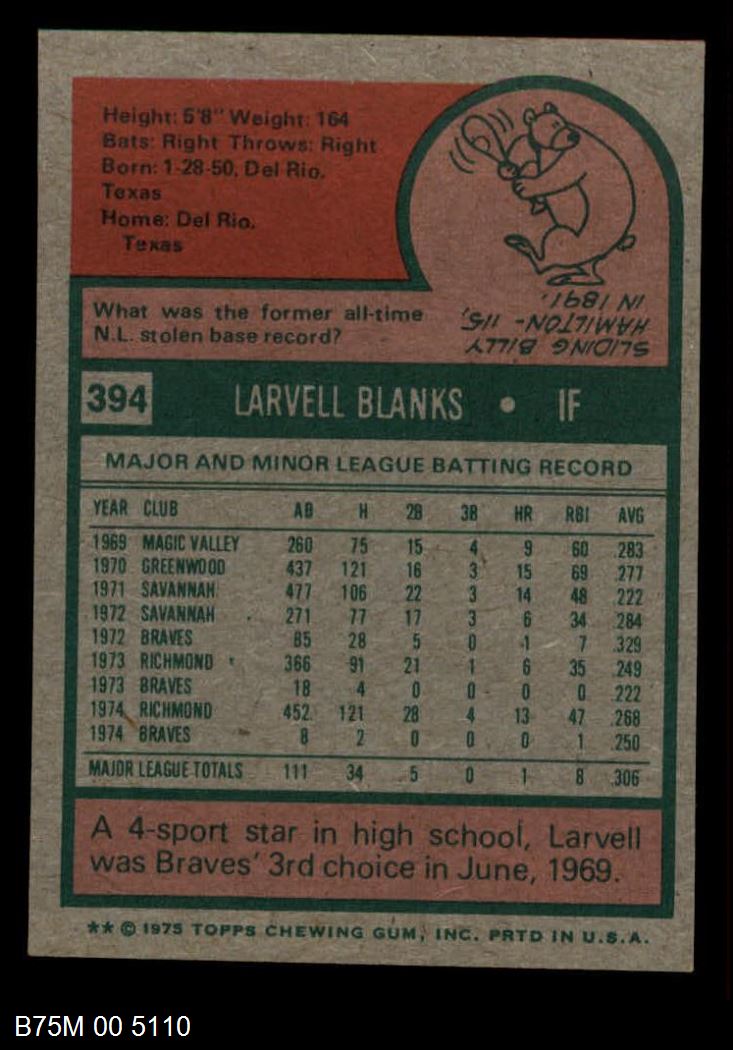 Height: 5'8" Weight: 164
Bats: Right Throws: Right
Born: 1-28-50, Del Rio,
Texas
Home: Del Rio,
Texas
What was the former all-time
N.L. stolen base record?
SLIDING BILLY
HAMILTON- 115,
IN 1891.
394 LARVELL BLANKS • IF
MAJOR AND MINOR LEAGUE BATTING RECORD
YEAR CLUB AB H 2B 3B HR RBI AVG
1969 MAGIC VALLEY 260 75 15 4 9 60 .283
1970 GREENWOOD 437 121 16 3 15 69 .277
1971 SAVANNAH 477 106 22 3 14 48 .222
1972 SAVANNAH 271 77 17 3 6 34 .284
1972 BRAVES 85 28 5 0 1 7 .329
1973 RICHMOND 366 91 21 1 6 35 .249
1973 BRAVES 18 4 0 0 0 0 .222
1974 RICHMOND 452 121 28 4 13 47 .268
1974 BRAVES 8 2 0 0 0 1 .250
MAJOR LEAGUE TOTALS 111 34 5 0 1 8 .306
A 4-sport star in high school, Larvell
was Braves' 3rd choice in June, 1969.
** © 1975 TOPPS CHEWING GUM, INC. PRTD IN U.S.A.
B75M 00 5110